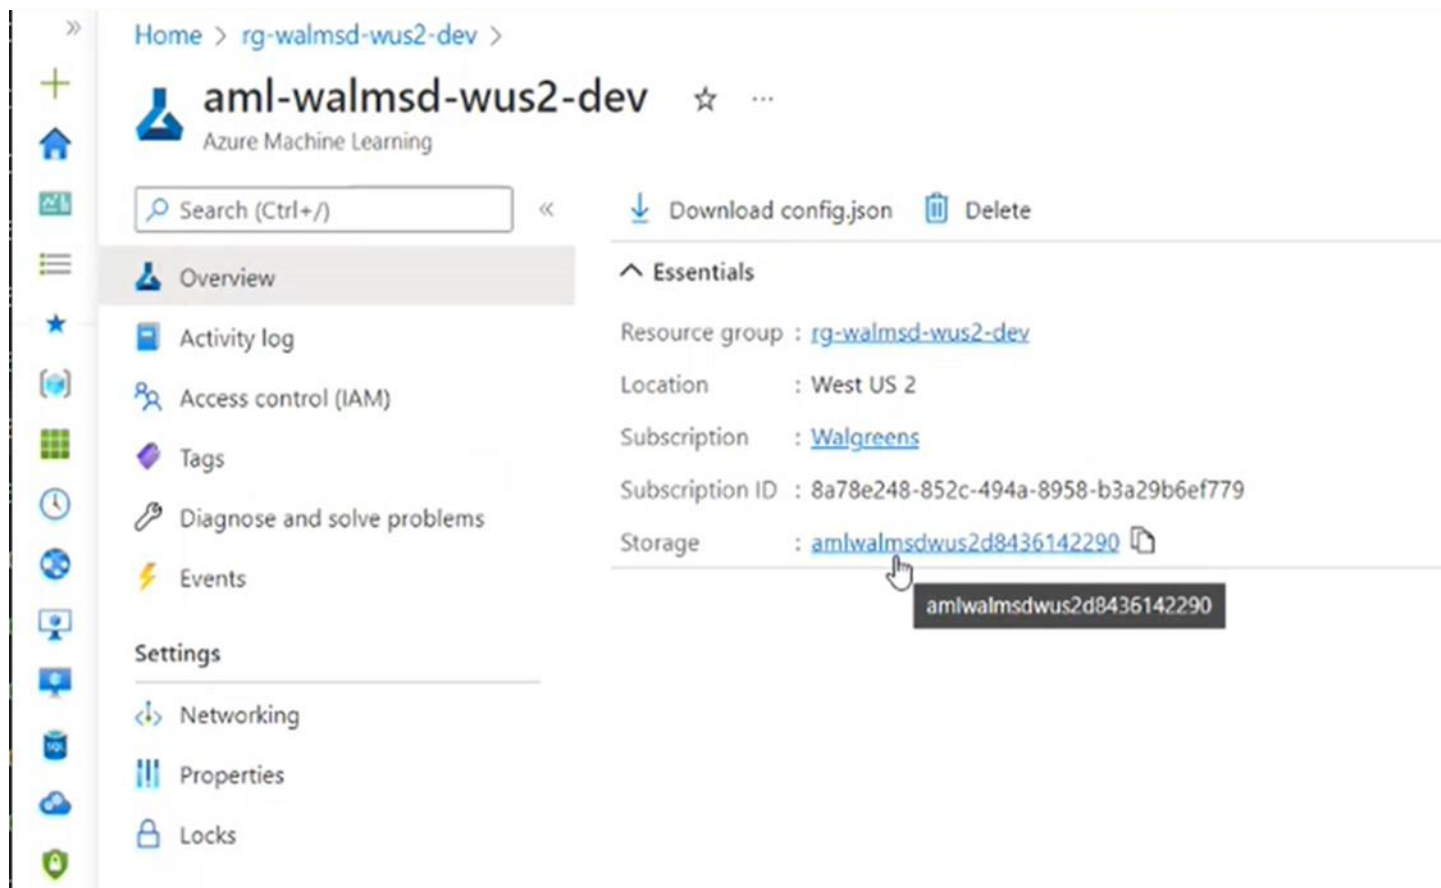 Home > rg-walmsd-wus2-dev >
aml-walmsd-wus2-dev
Azure Machine Learning
Search (Ctrl+/)
Download config.json
Delete
Overview
Activity log
Access control (IAM)
Tags
Diagnose and solve problems
Events
Settings
Networking
Properties
Locks
Essentials
Resource group : rg-walmsd-wus2-dev
Location : West US 2
Subscription : Walgreens
Subscription ID : 8a78e248-852c-494a-8958-b3a29b6ef779
Storage : amlwalmsdwus2d8436142290
amlwalmsdwus2d8436142290